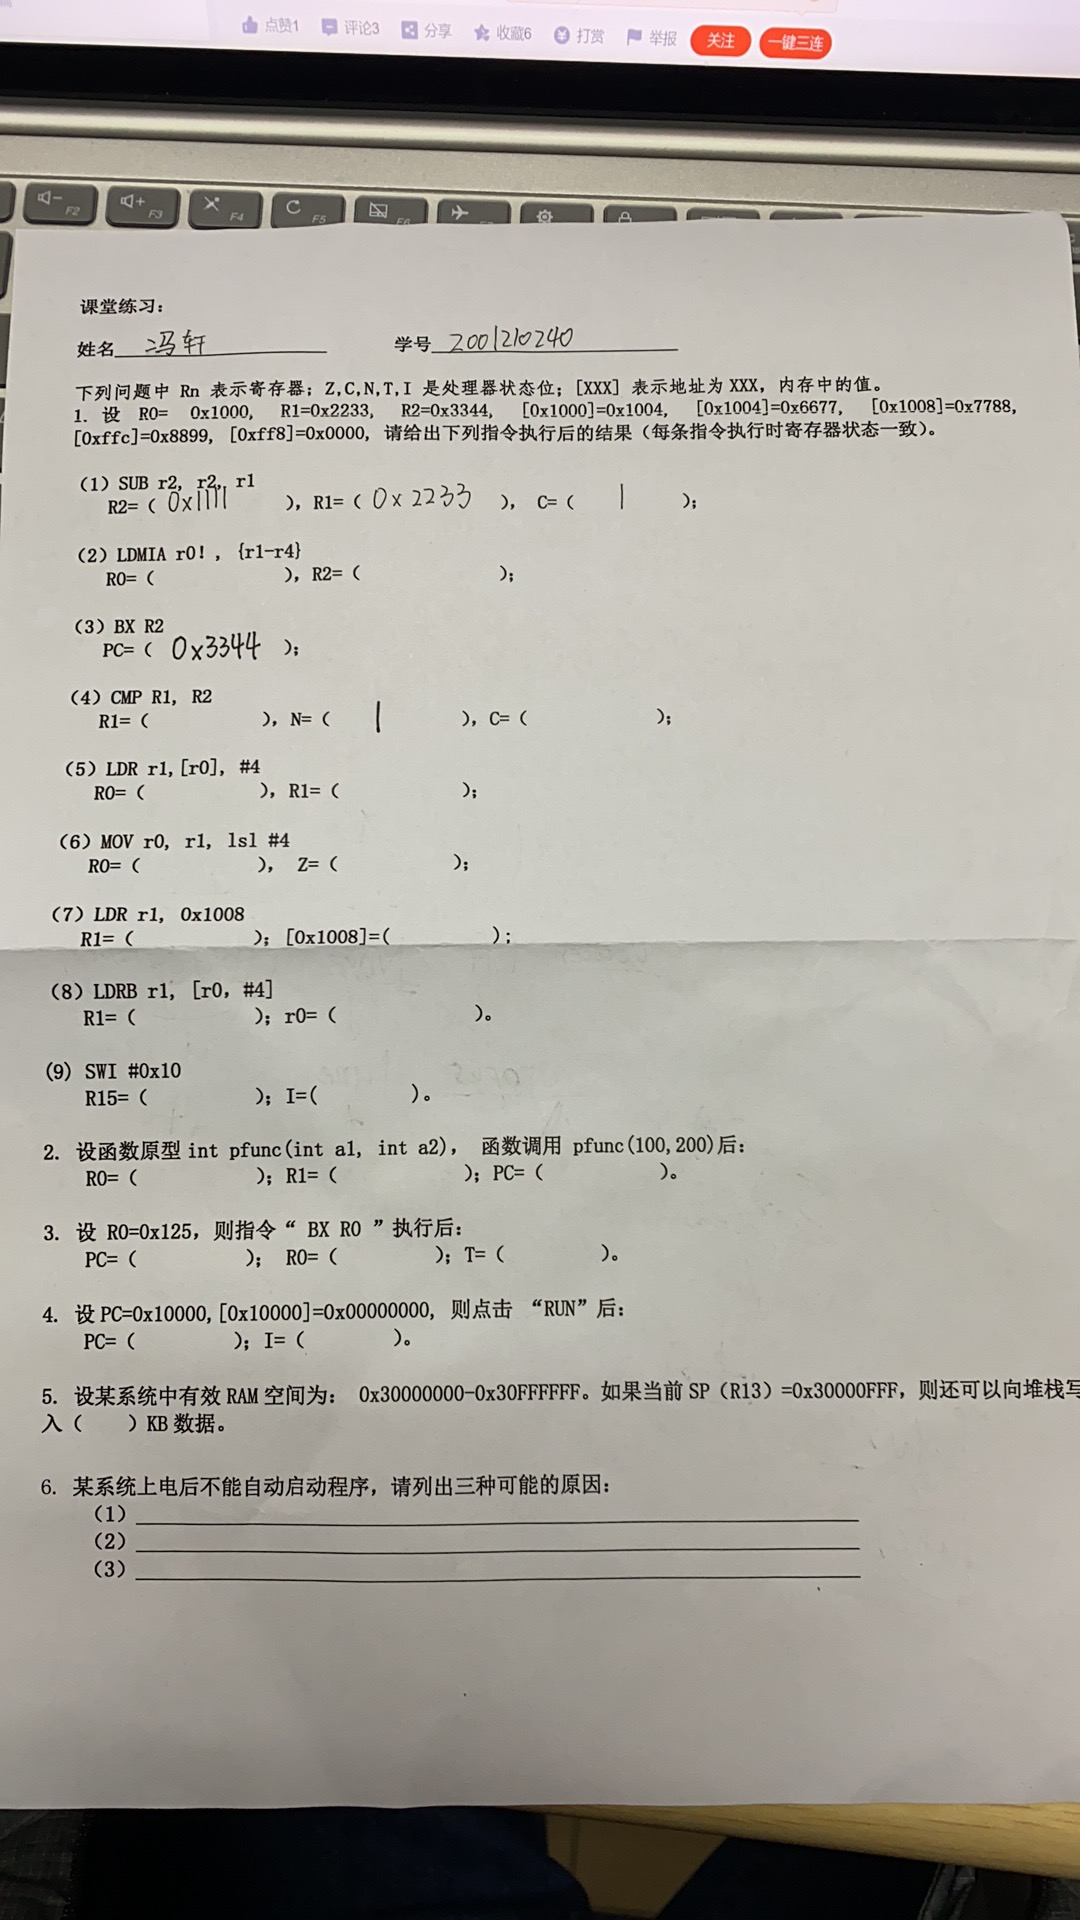 点赞1 评论3 分享 收藏6 打赏 举报 关注 一键三连
F2 F3 F4 F5 F6
课堂练习：
姓名 冯轩 学号 2001210240
下列问题中 Rn 表示寄存器；Z,C,N,T,I 是处理器状态位；[XXX] 表示地址为 XXX，内存中的值。
1. 设 R0= 0x1000, R1=0x2233, R2=0x3344, [0x1000]=0x1004, [0x1004]=0x6677, [0x1008]=0x7788,
[0xffc]=0x8899, [0xff8]=0x0000, 请给出下列指令执行后的结果（每条指令执行时寄存器状态一致）。
（1）SUB r2, r2, r1
R2=（ 0x1111 ），R1=（ 0x2233 ）， C=（ 1 ）；
（2）LDMIA r0!, {r1-r4}
R0=（ ），R2=（ ）；
（3）BX R2
PC=（ 0x3344 ）；
（4）CMP R1, R2
R1=（ ），N=（ 1 ），C=（ ）；
（5）LDR r1,[r0], #4
R0=（ ），R1=（ ）；
（6）MOV r0, r1, lsl #4
R0=（ ）， Z=（ ）；
（7）LDR r1, 0x1008
R1=（ ）；[0x1008]=( )；
（8）LDRB r1, [r0, #4]
R1=（ ）；r0=（ ）。
(9) SWI #0x10
R15=（ ）；I=( )。
2. 设函数原型 int pfunc(int a1, int a2)， 函数调用 pfunc(100,200)后：
R0=（ ）；R1=（ ）；PC=（ ）。
3. 设 R0=0x125，则指令“ BX R0 ”执行后：
PC=（ ）； R0=（ ）；T=（ ）。
4. 设 PC=0x10000,[0x10000]=0x00000000, 则点击 “RUN”后：
PC=（ ）；I=（ ）。
5. 设某系统中有效 RAM 空间为： 0x30000000-0x30FFFFFF。如果当前 SP（R13）=0x30000FFF，则还可以向堆栈写
入（ ）KB 数据。
6. 某系统上电后不能自动启动程序，请列出三种可能的原因：
（1）
（2）
（3）